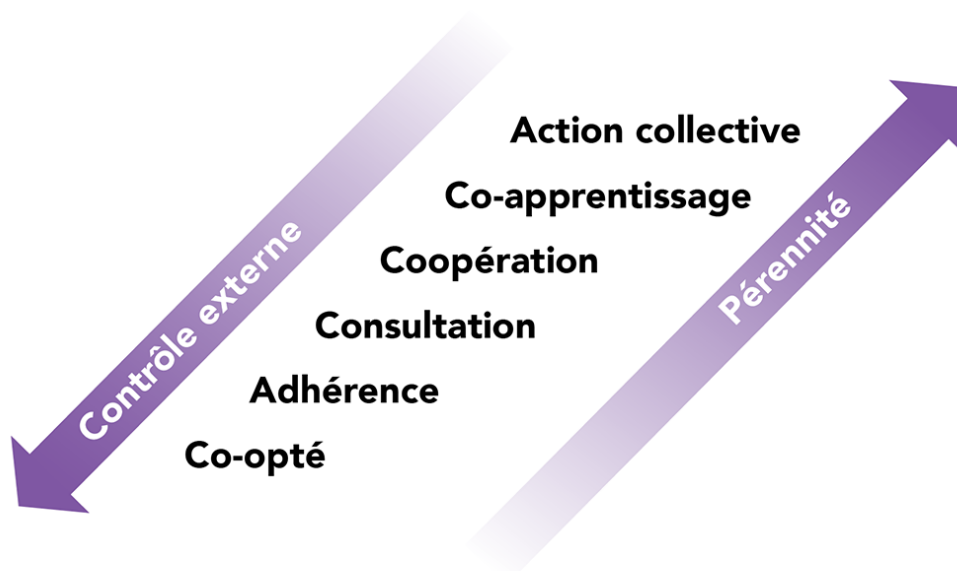 Action collective
Co-apprentissage
Coopération
Consultation
Adhérence
Co-opté
Contrôle externe
Pérennité